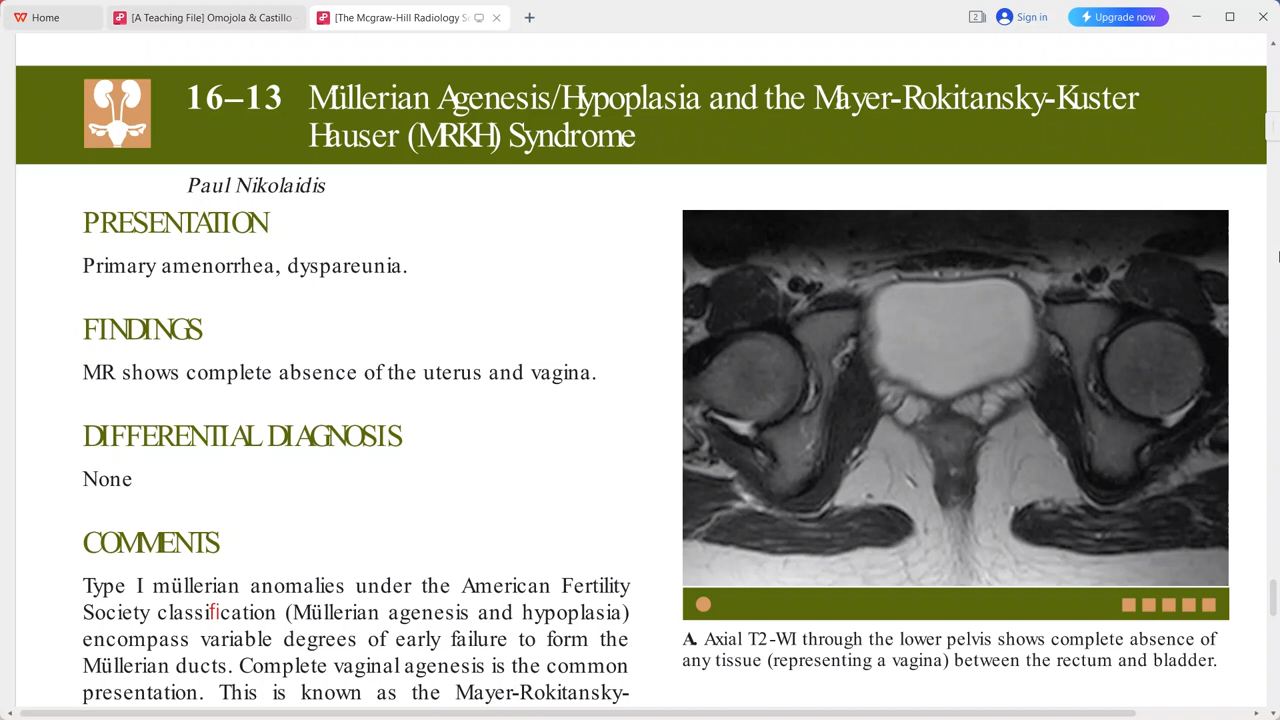 Home
[A Teaching File] Omojola & Castillo -
[The Mcgraw-Hill Radiology S
2
Sign in
Upgrade now
16–13 Müllerian Agenesis/Hypoplasia and the Mayer-Rokitansky-Kuster
Hauser (MRKH) Syndrome
Paul Nikolaidis
PRESENTATION
Primary amenorrhea, dyspareunia.
FINDINGS
MR shows complete absence of the uterus and vagina.
DIFFERENTIAL DIAGNOSIS
None
COMMENTS
Type I müllerian anomalies under the American Fertility
Society classification (Müllerian agenesis and hypoplasia)
encompass variable degrees of early failure to form the
Müllerian ducts. Complete vaginal agenesis is the common
presentation. This is known as the Mayer-Rokitansky-
A. Axial T2-WI through the lower pelvis shows complete absence of
any tissue (representing a vagina) between the rectum and bladder.